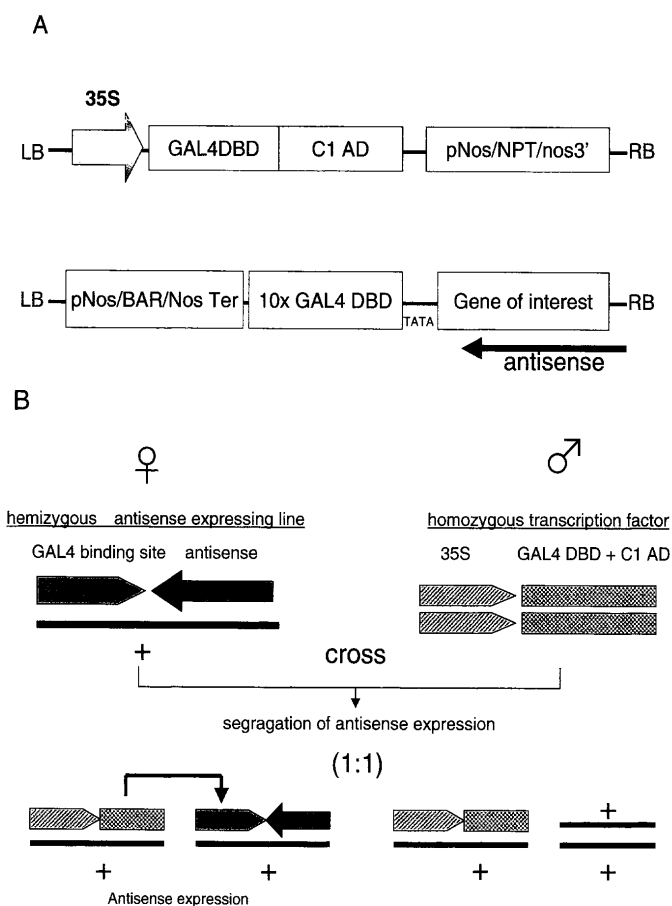 A
35S
LB GAL4DBD C1 AD pNos/NPT/nos3' RB
LB pNos/BAR/Nos Ter 10x GAL4 DBD TATA Gene of interest RB
antisense
B
♀ ♂
hemizygous antisense expressing line homozygous transcription factor
GAL4 binding site antisense 35S GAL4 DBD + C1 AD
+ cross
segragation of antisense expression
(1:1)
+
+ + + +
Antisense expression